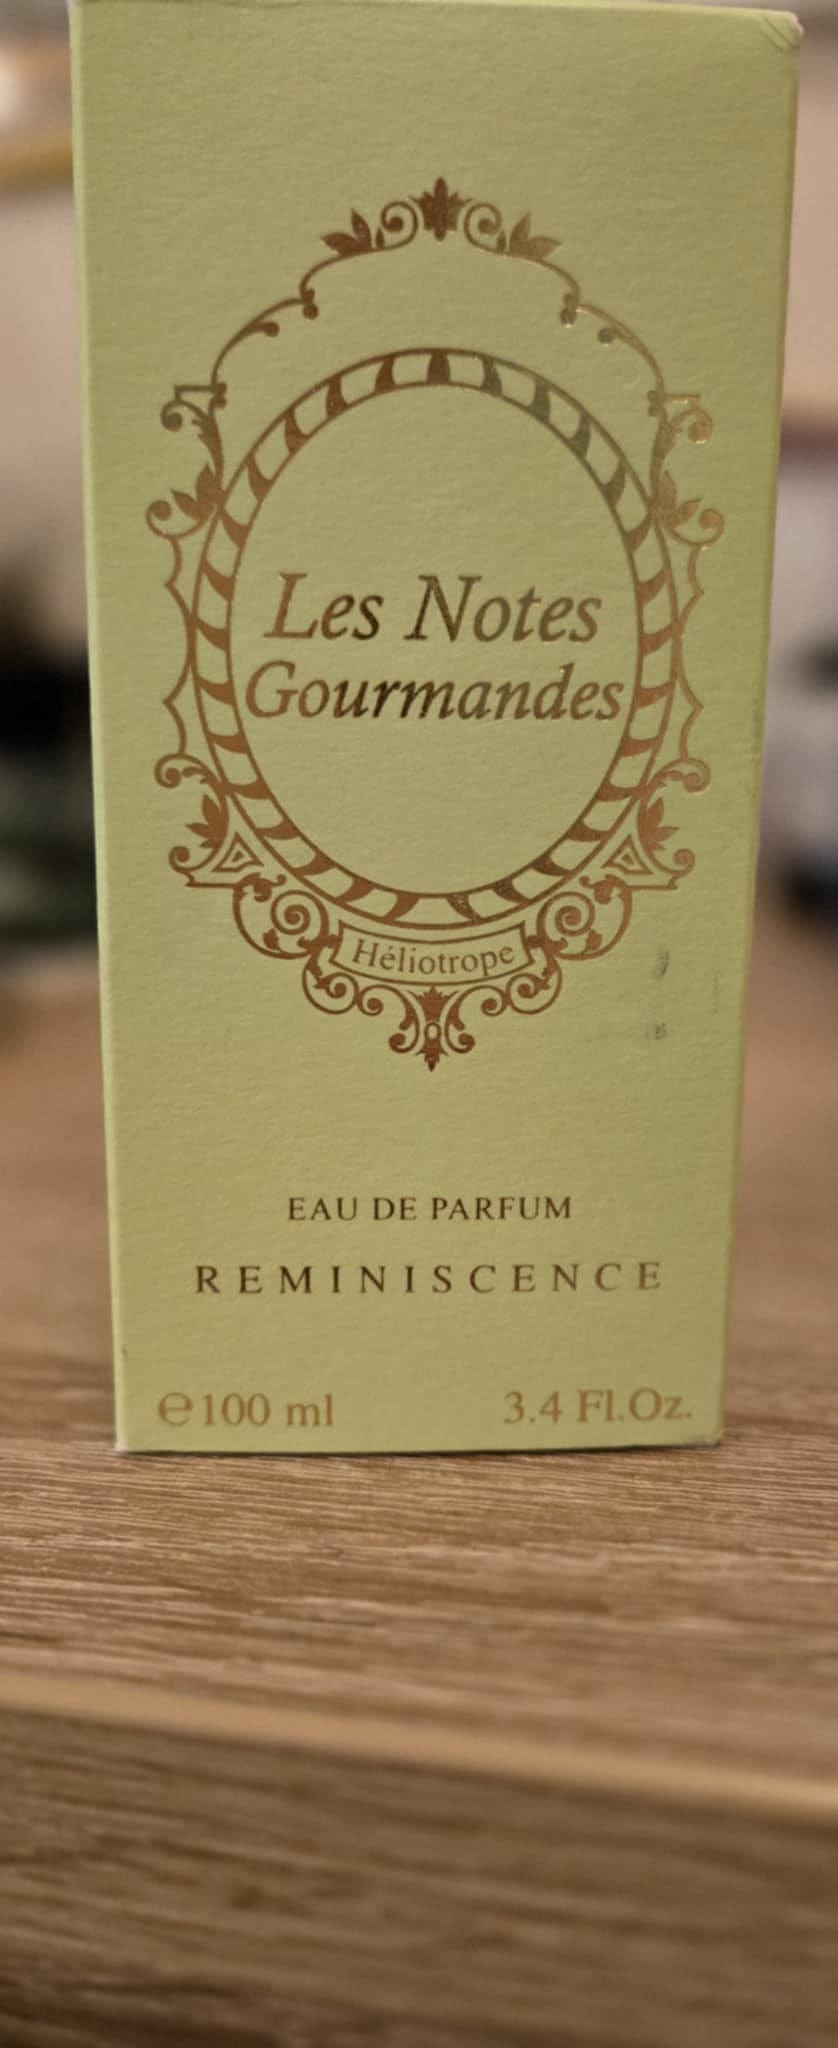 Les Notes
Gourmandes
Héliotrope
EAU DE PARFUM
REMINISCENCE
℮100 ml
3.4 Fl.Oz.